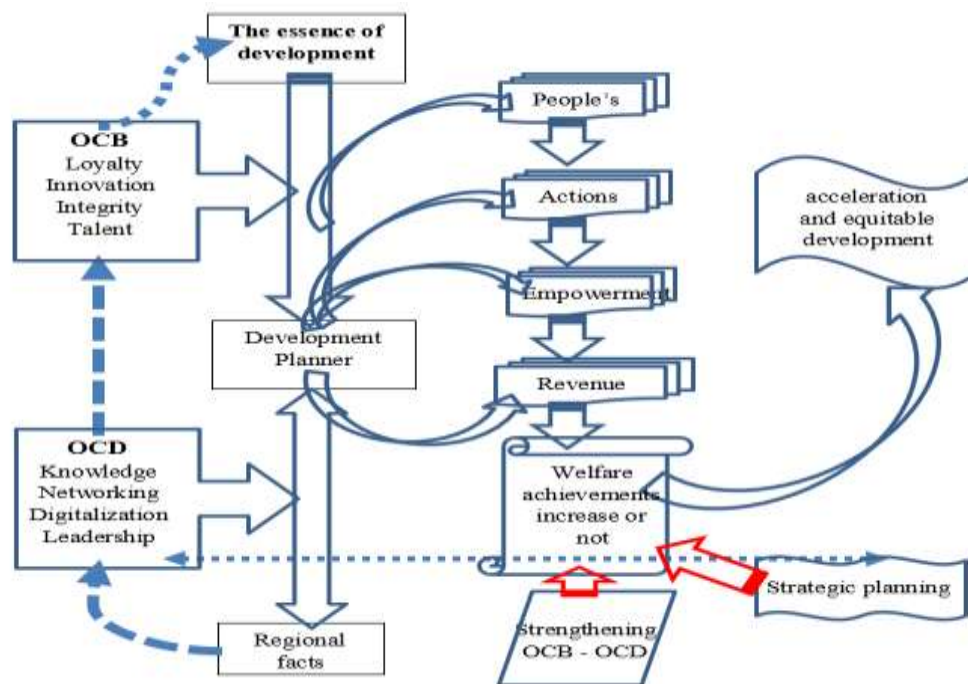 The essence of
development
OCB
Loyalty
Innovation
Integrity
Talent
OCD
Knowledge
Networking
Digitalization
Leadership
Development
Planner
Regional
facts
People's
Actions
Empowerment
Revenue
Welfare
achievements
increase or
not
Strengthening
OCB - OCD
acceleration
and equitable
development
Strategic planning